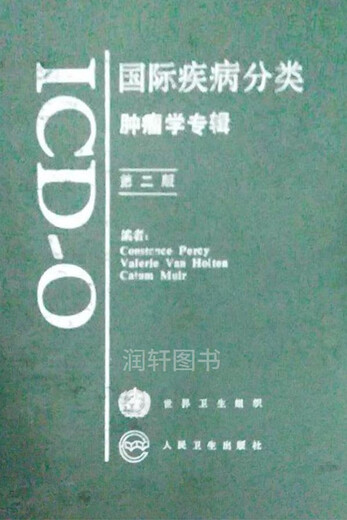 ICD-O
国际疾病分类
肿瘤学专辑
第二版
编者:
Constance Percy
Valerie Van Holten
Calum Muir
润轩图书
世界卫生组织
人民卫生出版社